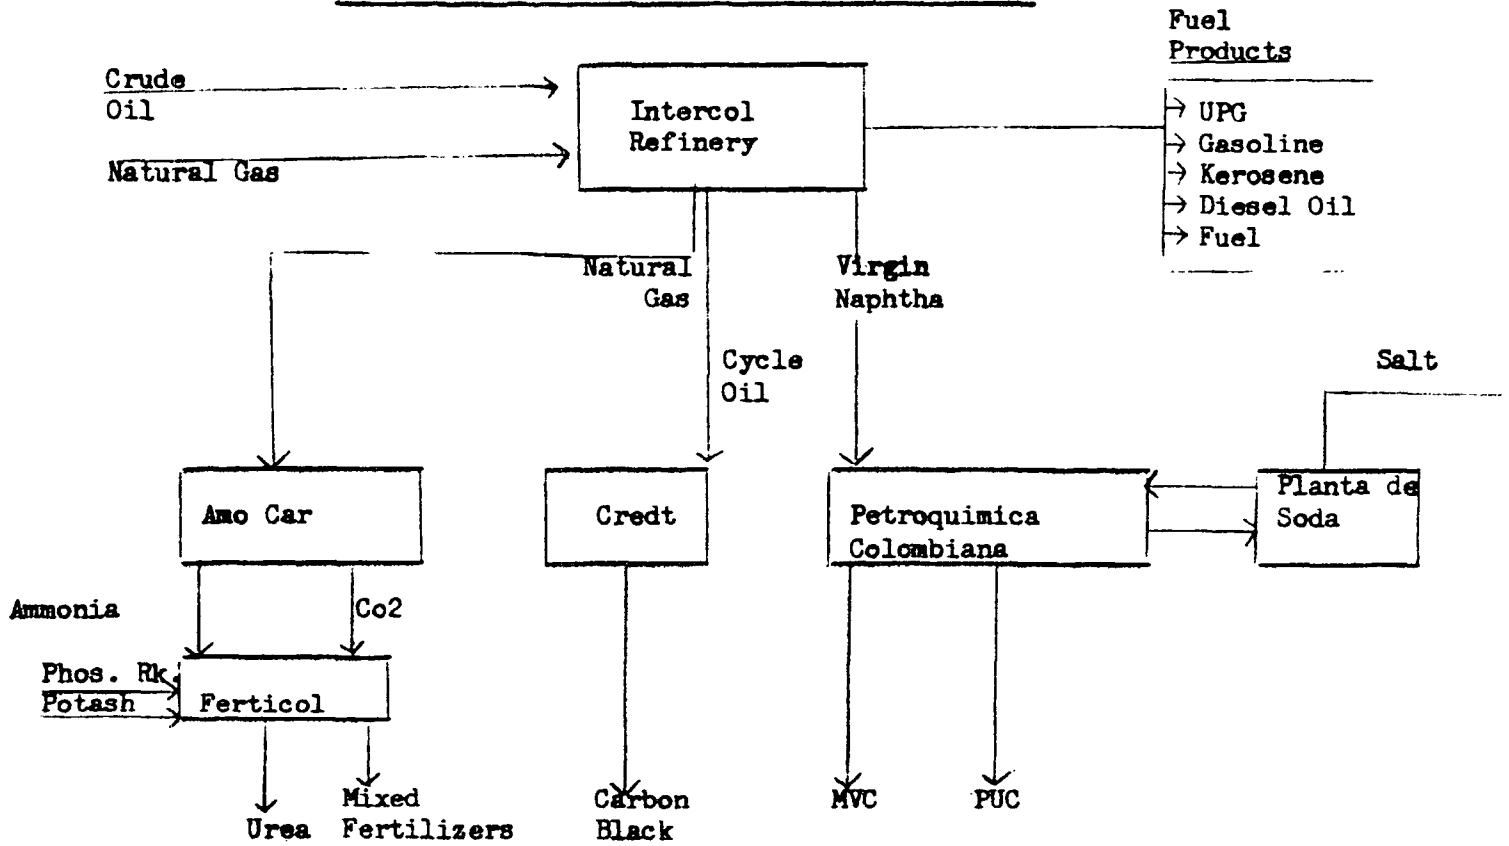 Fuel
Products
Crude
Oil
Intercol
Refinery
UPG
Gasoline
Natural Gas
Kerosene
Diesel Oil
Fuel
Natural
Gas
Virgin
Naphtha
Cycle
Oil
Salt
Amo Car
Credt
Petroquimica
Colombiana
Planta de
Soda
Ammonia
Co2
Phos. Rk.
Potash
Ferticol
Urea
Mixed
Fertilizers
Carbon
Black
MVC
PUC